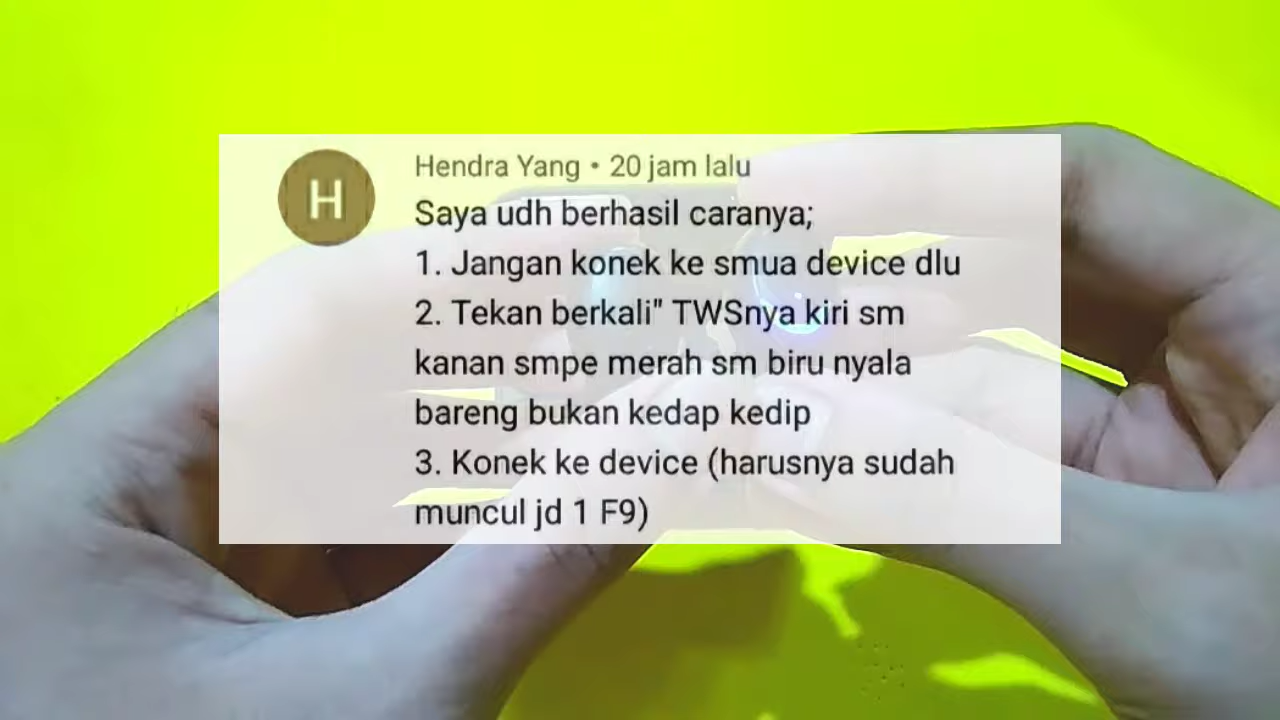 H
Hendra Yang • 20 jam lalu
Saya udh berhasil caranya;
1. Jangan konek ke smua device dlu
2. Tekan berkali" TWSnya kiri sm
kanan smpe merah sm biru nyala
bareng bukan kedap kedip
3. Konek ke device (harusnya sudah
muncul jd 1 F9)